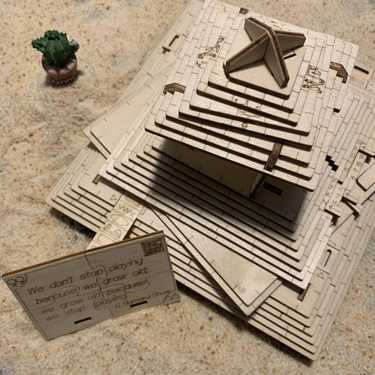 We don't stop playing
because we grow old
we grow old because
we stop playing